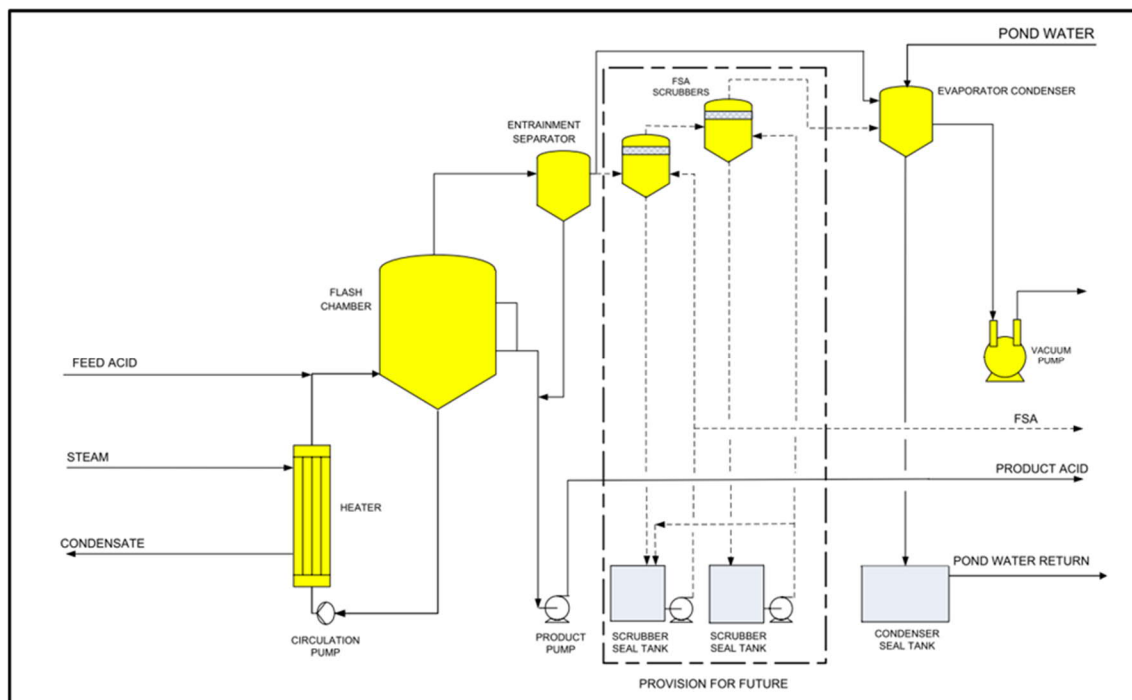 POND WATER
FSA
SCRUBBERS
EVAPORATOR CONDENSER
ENTRAINMENT
SEPARATOR
FLASH
CHAMBER
VACUUM
PUMP
FEED ACID
FSA
STEAM
PRODUCT ACID
HEATER
CONDENSATE
POND WATER RETURN
CIRCULATION
PUMP
PRODUCT
PUMP
SCRUBBER
SEAL TANK
SCRUBBER
SEAL TANK
CONDENSER
SEAL TANK
PROVISION FOR FUTURE